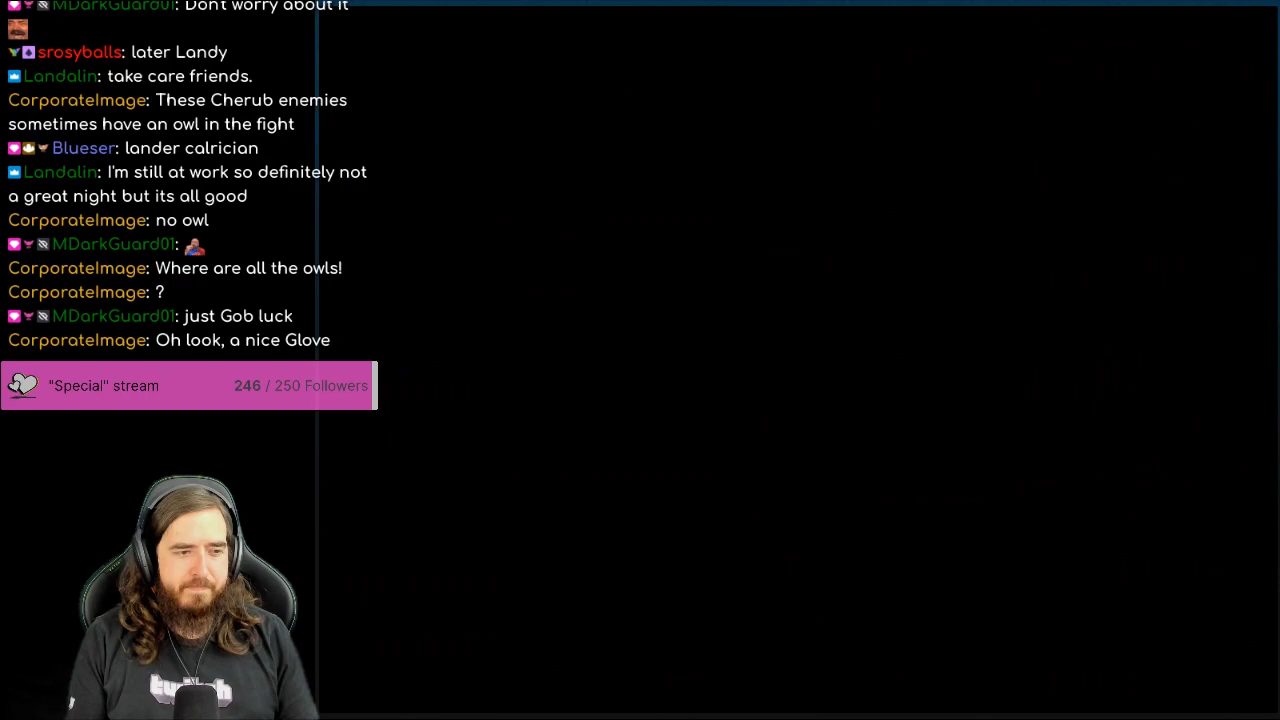 MDarkGuard01: Don't worry about it
srosyballs: later Landy
Landalin: take care friends.
CorporateImage: These Cherub enemies
sometimes have an owl in the fight
Blueser: lander calrician
Landalin: I'm still at work so definitely not
a great night but its all good
CorporateImage: no owl
MDarkGuard01:
CorporateImage: Where are all the owls!
CorporateImage: ?
MDarkGuard01: just Gob luck
CorporateImage: Oh look, a nice Glove
"Special" stream 246 / 250 Followers
twitch